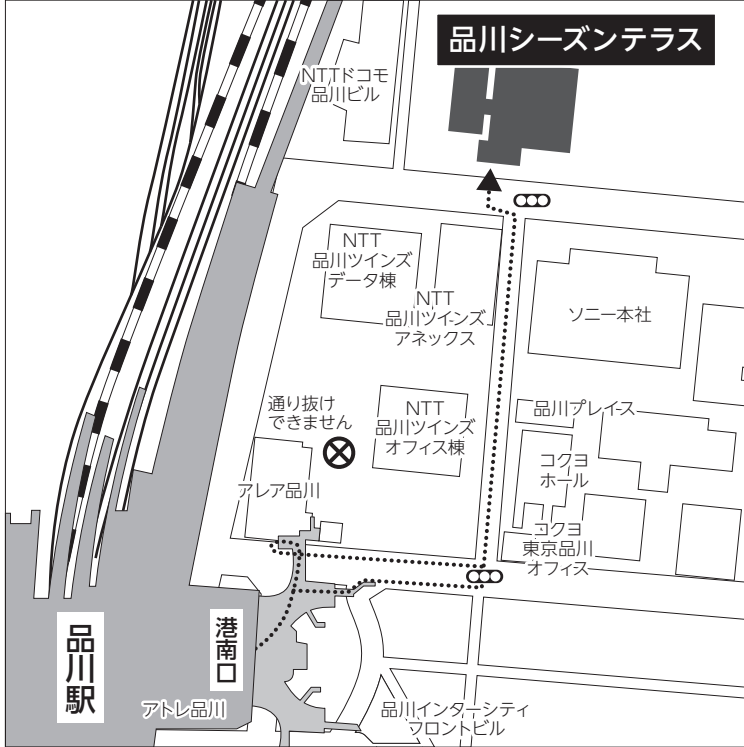 品川シーズンテラス
NTTドコモ
品川ビル
NTT
品川ツインズ
データ棟
NTT
品川ツインズ
アネックス
ソニー本社
通り抜け
できません
NTT
品川ツインズ
オフィス棟
品川プレイス
コクヨ
ホール
アレア品川
コクヨ
東京品川
オフィス
品川駅
港南口
アトレ品川
品川インターシティ
フロントビル